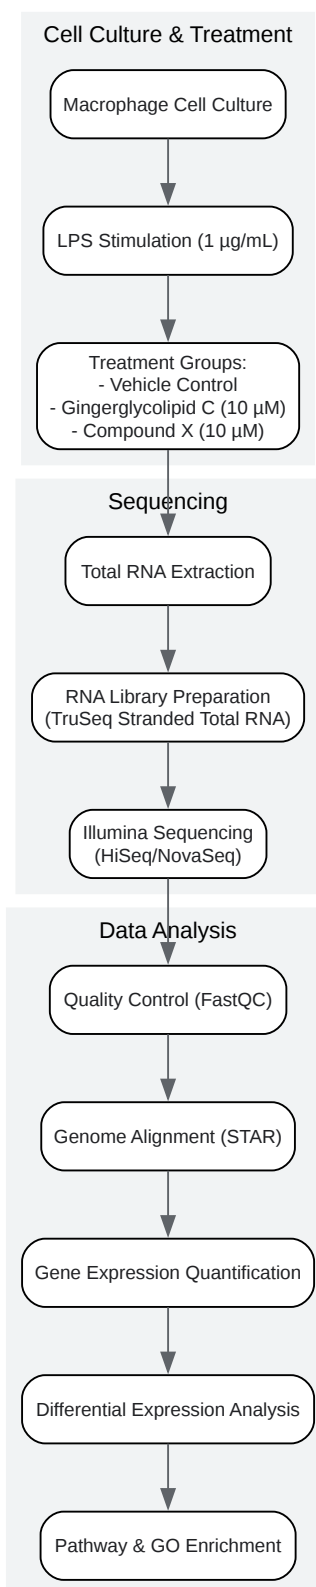 Cell Culture & Treatment
Macrophage Cell Culture
LPS Stimulation (1 µg/mL)
Treatment Groups:
- Vehicle Control
- Gingerglycolipid C (10 µM)
- Compound X (10 µM)
Sequencing
Total RNA Extraction
RNA Library Preparation
(TruSeq Stranded Total RNA)
Illumina Sequencing
(HiSeq/NovaSeq)
Data Analysis
Quality Control (FastQC)
Genome Alignment (STAR)
Gene Expression Quantification
Differential Expression Analysis
Pathway & GO Enrichment